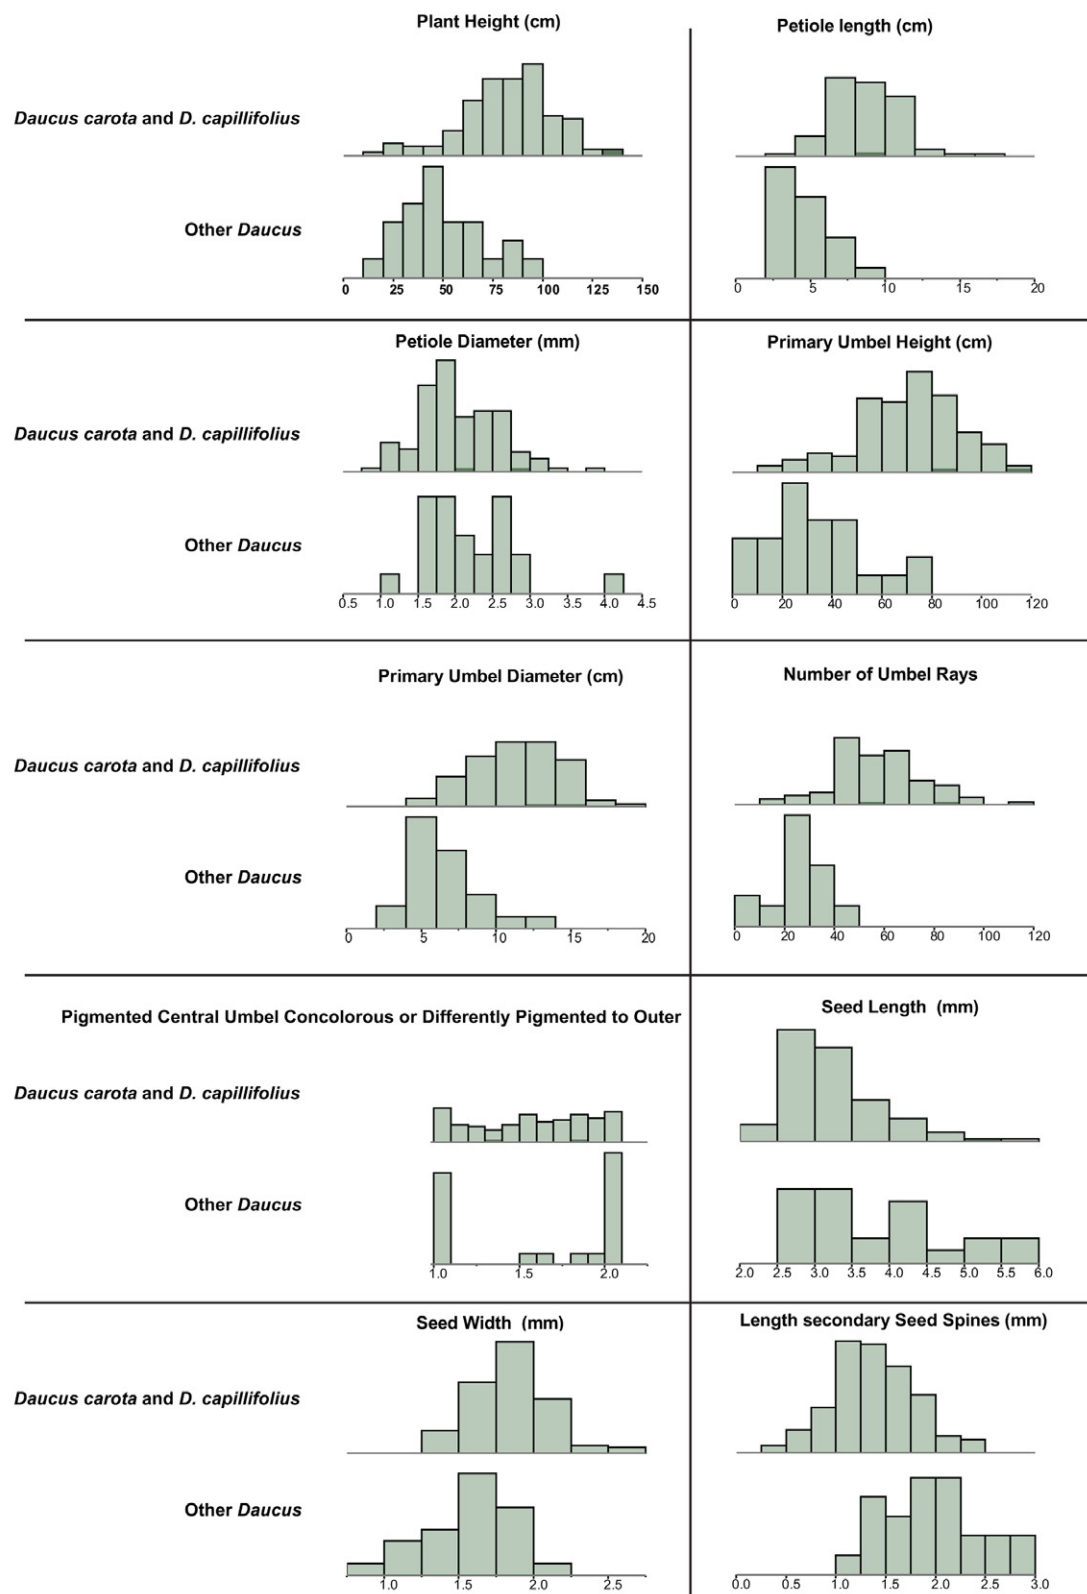 Plant Height (cm)
Petiole length (cm)
Daucus carota and D. capillifolius
Other Daucus
0 25 50 75 100 125 150
0 5 10 15 20
Petiole Diameter (mm)
Primary Umbel Height (cm)
Daucus carota and D. capillifolius
Other Daucus
0.5 1.0 1.5 2.0 2.5 3.0 3.5 4.0 4.5
0 20 40 60 80 100 120
Primary Umbel Diameter (cm)
Number of Umbel Rays
Daucus carota and D. capillifolius
Other Daucus
0 5 10 15 20
0 20 40 60 80 100 120
Pigmented Central Umbel Concolorous or Differently Pigmented to Outer
Seed Length (mm)
Daucus carota and D. capillifolius
Other Daucus
1.0 1.5 2.0
2.0 2.5 3.0 3.5 4.0 4.5 5.0 5.5 6.0
Seed Width (mm)
Length secondary Seed Spines (mm)
Daucus carota and D. capillifolius
Other Daucus
1.0 1.5 2.0 2.5
0.0 0.5 1.0 1.5 2.0 2.5 3.0